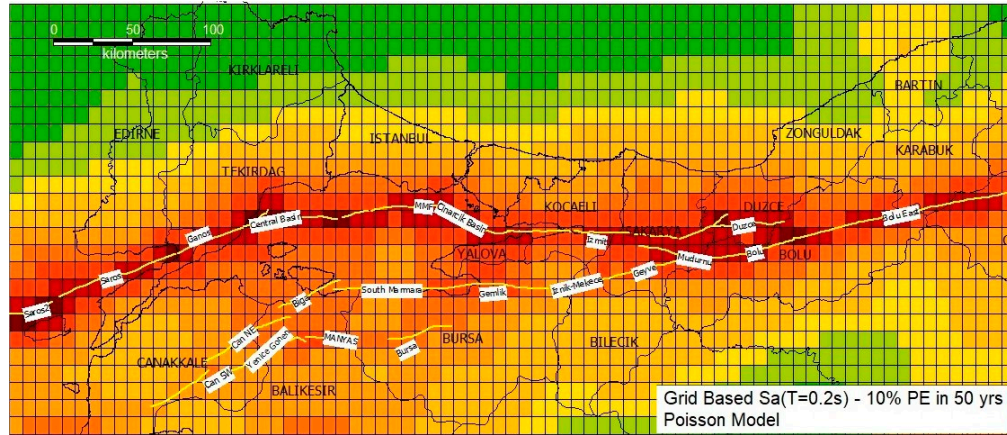 0 50 100
kilometers
KIRKLARELI
BARTIN
EDIRNE
ISTANBUL
ZONGULDAK
KARABUK
TEKIRDAG
KOCAELI
DUZCE
MMF
Cinarcik Basin
Central Basin
Bolu East
Duzce
Ganos
Izmit
SAKARYA
YALOVA
Mudurnu
Bolu
BOLU
Saros
Geyve
Iznik-Mekece
South Marmara
Gemlik
Biga
Saros2
Can NE
Yenice Gonen
MANYAS
Bursa
BURSA
BILECIK
CANAKKALE
Can SW
BALIKESIR
Grid Based Sa(T=0.2s) - 10% PE in 50 yrs
Poisson Model